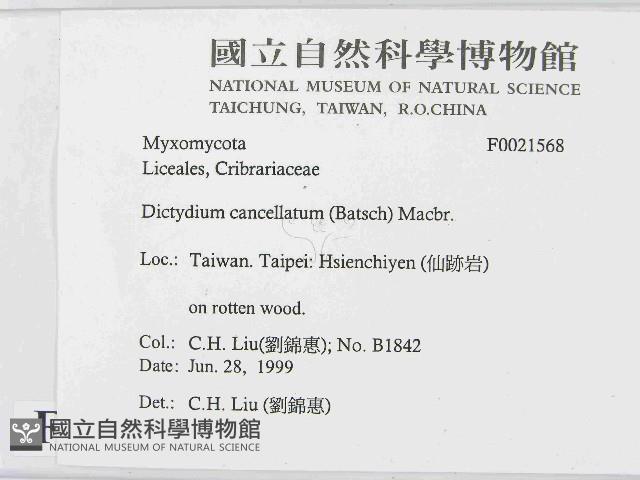 國立自然科學博物館
NATIONAL MUSEUM OF NATURAL SCIENCE
TAICHUNG, TAIWAN, R.O.CHINA
Myxomycota F0021568
Liceales, Cribrariaceae
Dictydium cancellatum (Batsch) Macbr.
Loc.: Taiwan. Taipei: Hsienchiyen (仙跡岩)
on rotten wood.
Col.: C.H. Liu(劉錦惠); No. B1842
Date: Jun. 28, 1999
Det.: C.H. Liu (劉錦惠)
國立自然科學博物館
NATIONAL MUSEUM OF NATURAL SCIENCE